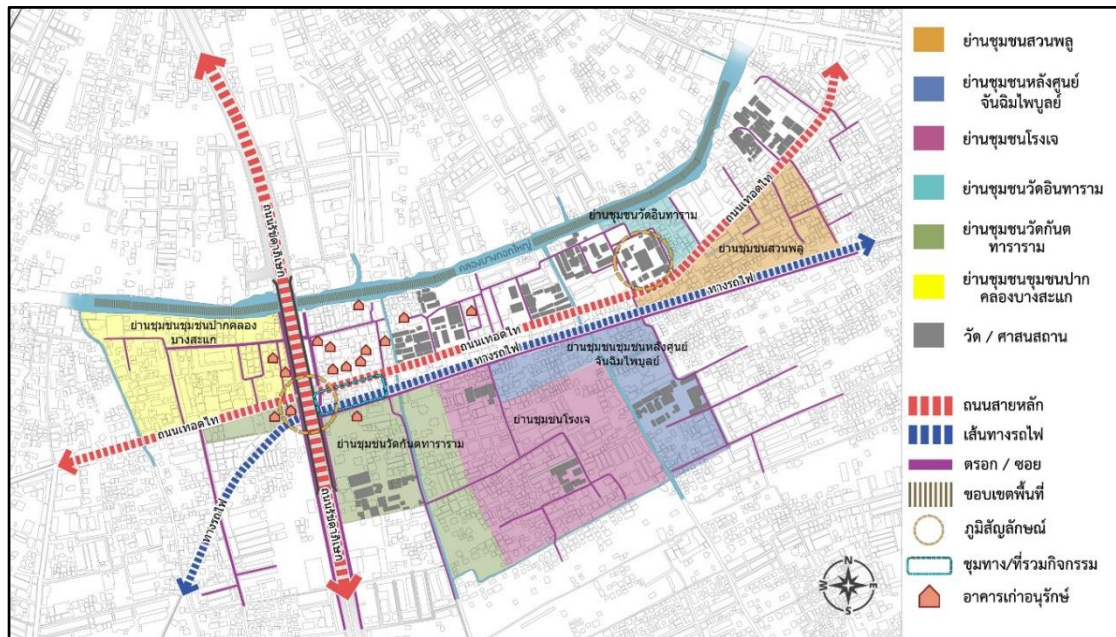 ถนนรัชดาภิเษก
คลองบางกอกใหญ่
ย่านชุมชนวัดอินทาราม
ถนนเทอดไท
ย่านชุมชนสวนพลู
ทางรถไฟ
ย่านชุมชนชุมชนปากคลอง
บางสะแก
ถนนเทอดไท
ทางรถไฟ
ย่านชุมชนชุมชนหลังศูนย์
จันฉิมไพบูลย์
ถนนเทอดไท
ย่านชุมชนวัดกันตทาราราม
ย่านชุมชนโรงเจ
ทางรถไฟ
ถนนรัชดาภิเษก
N
W
E
S
ย่านชุมชนสวนพลู
ย่านชุมชนหลังศูนย์
จันฉิมไพบูลย์
ย่านชุมชนโรงเจ
ย่านชุมชนวัดอินทาราม
ย่านชุมชนวัดกันต
ทาราราม
ย่านชุมชนชุมชนปาก
คลองบางสะแก
วัด / ศาสนสถาน
ถนนสายหลัก
เส้นทางรถไฟ
ตรอก / ซอย
ขอบเขตพื้นที่
ภูมิสัญลักษณ์
ชุมทาง/ที่รวมกิจกรรม
อาคารเก่าอนุรักษ์